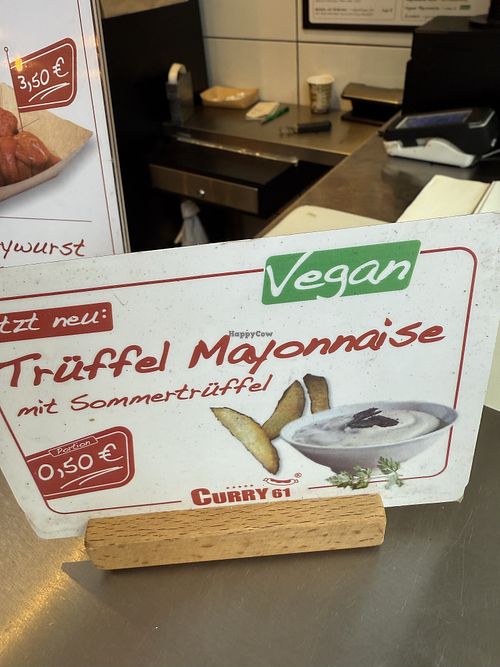 3,50 €
ywurst
Vegan
tzt neu:
Trüffel Mayonnaise
mit Sommertrüffel
Portion
0,50 €
CURRY 61
HappyCow